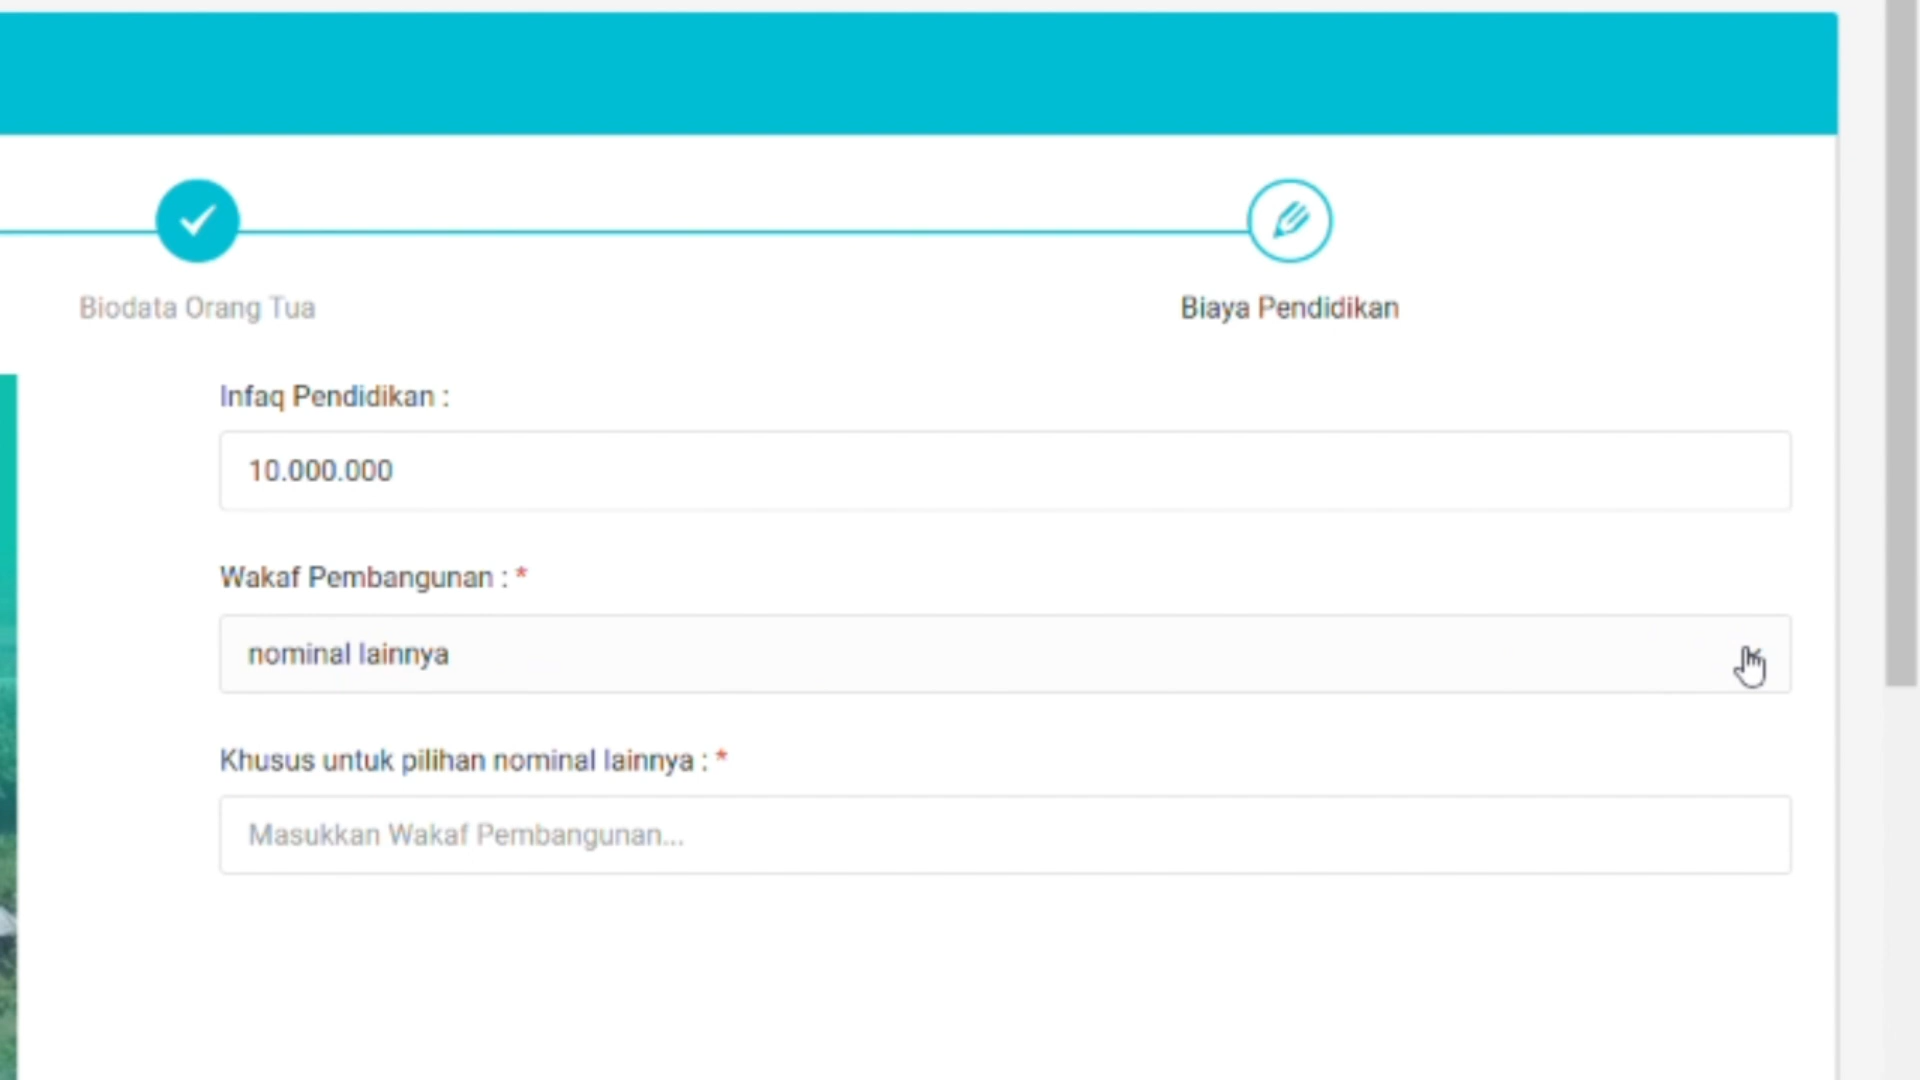 Biodata Orang Tua
Biaya Pendidikan
Infaq Pendidikan :
10.000.000
Wakaf Pembangunan : *
nominal lainnya
Khusus untuk pilihan nominal lainnya : *
Masukkan Wakaf Pembangunan...